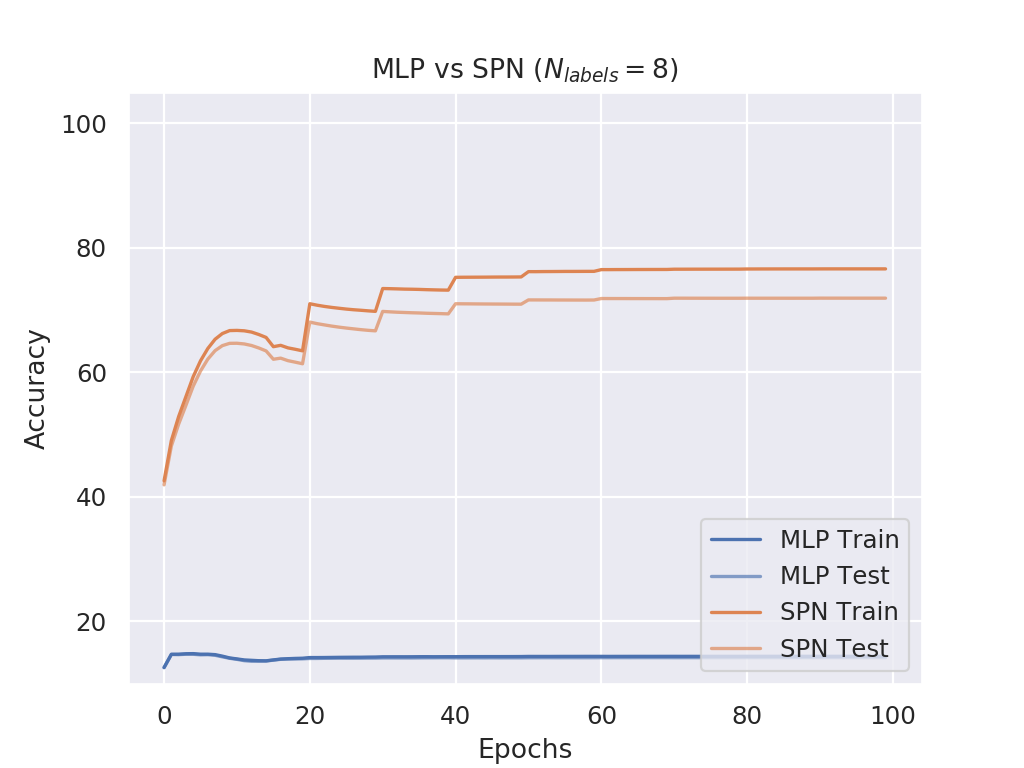 MLP vs SPN (N_labels = 8)
100
80
60
40
20
Accuracy
MLP Train
MLP Test
SPN Train
SPN Test
0 20 40 60 80 100
Epochs